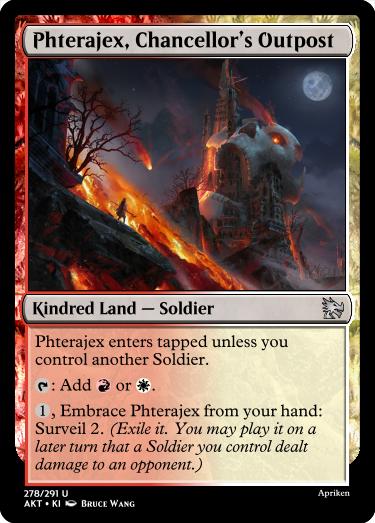 Phterajex, Chancellor's Outpost
Kindred Land — Soldier
Phterajex enters tapped unless you
control another Soldier.
: Add R or W.
1, Embrace Phterajex from your hand:
Surveil 2. (Exile it. You may play it on
a later turn that a Soldier you control dealt
damage to an opponent.)
278/291 U
Apriken
AKT • KI Bruce Wang